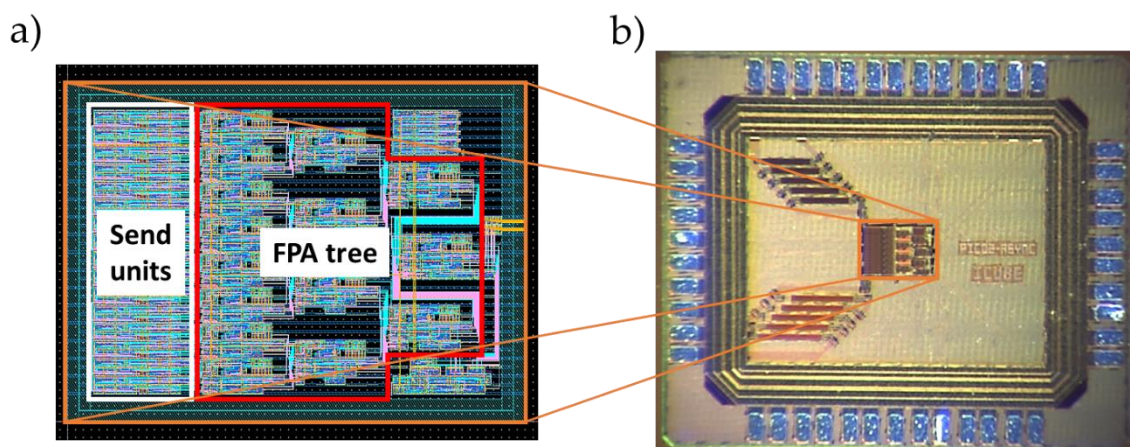 a)
b)
Send
units
FPA tree
PICO2-ASYNC
ICUBE